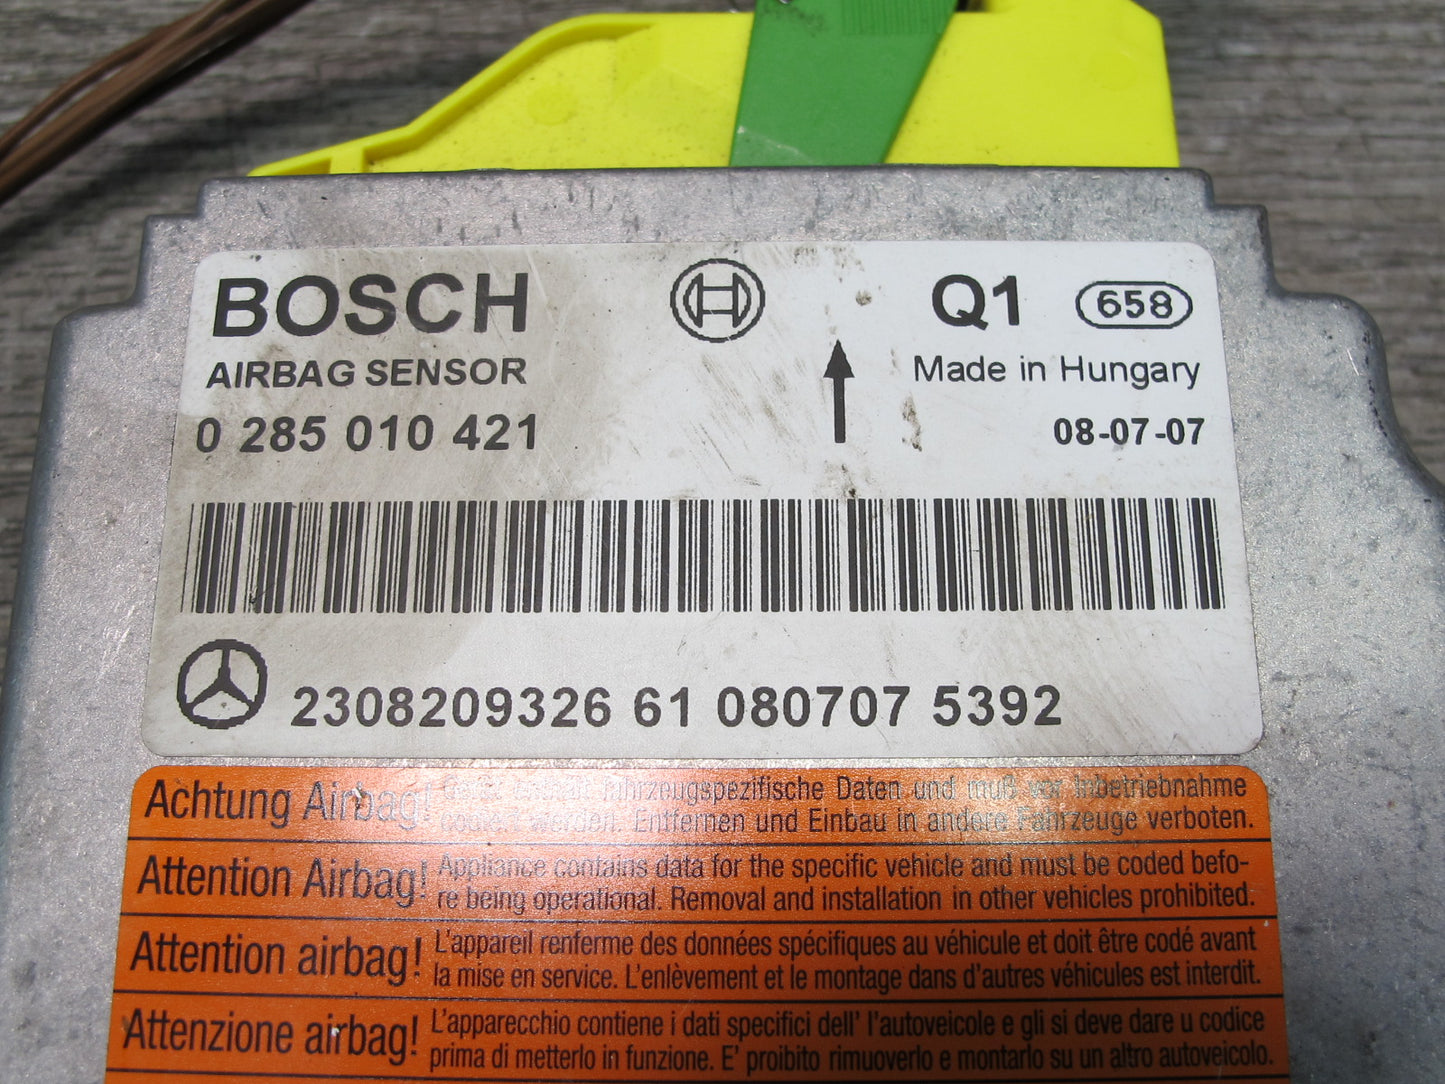 BOSCH
Q1 658
AIRBAG SENSOR
Made in Hungary
0 285 010 421
08-07-07
2308209326 61 080707 5392
Achtung Airbag! Gerät enthält fahrzeugspezifische Daten und muß vor Inbetriebnahme
codiert werden. Entfernen und Einbau in andere Fahrzeuge verboten.
Attention Airbag! Appliance contains data for the specific vehicle and must be coded befo-
re being operational. Removal and installation in other vehicles prohibited.
Attention airbag! L'appareil renferme des données spécifiques au véhicule et doit être codé avant
la mise en service. L'enlèvement et le montage dans d'autres véhicules est interdit.
Attenzione airbag! L'apparecchio contiene i dati specifici dell' l'autoveicole e gli si deve dare u codice
prima di metterlo in funzione. E' proibito rimuoverlo e montarlo su un altro autoveicolo.